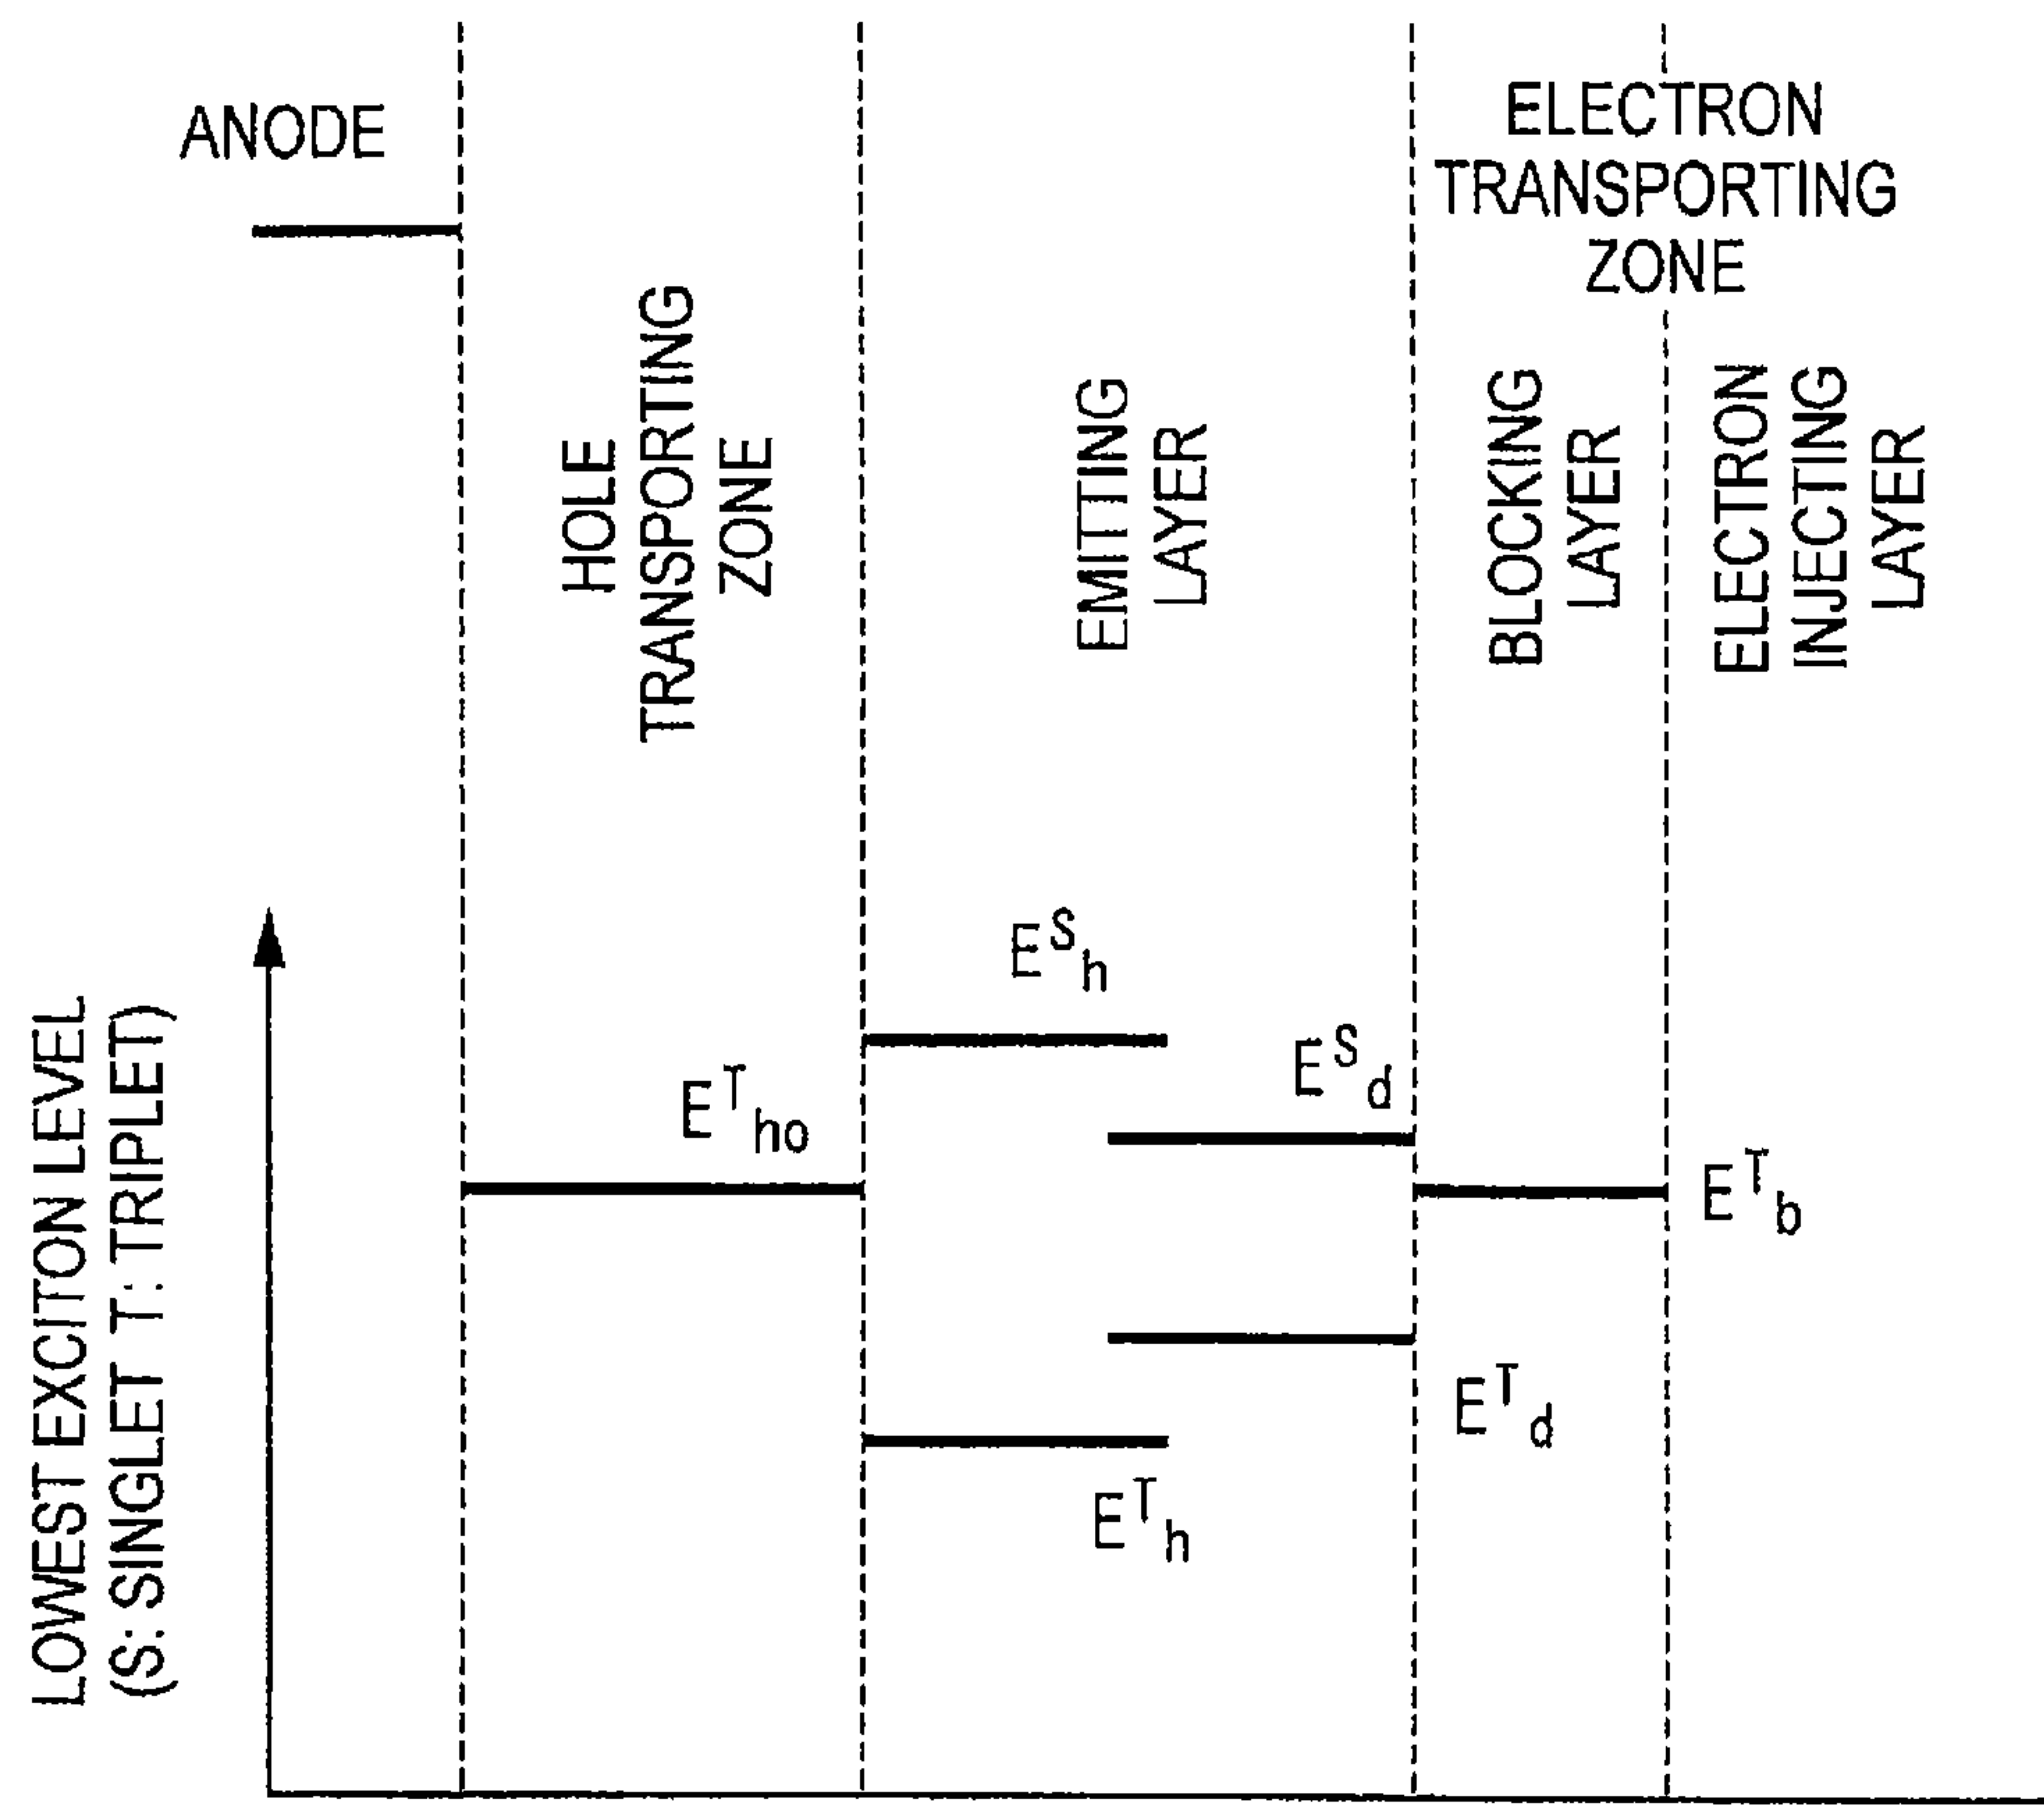 ANODE
ELECTRON
TRANSPORTING
ZONE
HOLE
TRANSPORTING
ZONE
EMITTING
LAYER
BLOCKING
LAYER
ELECTRON
INJECTING
LAYER
LOWEST EXCITON LEVEL
(S: SINGLET T: TRIPLET)
E^S_h
E^S_d
E^T_ho
E^T_b
E^T_d
E^T_h